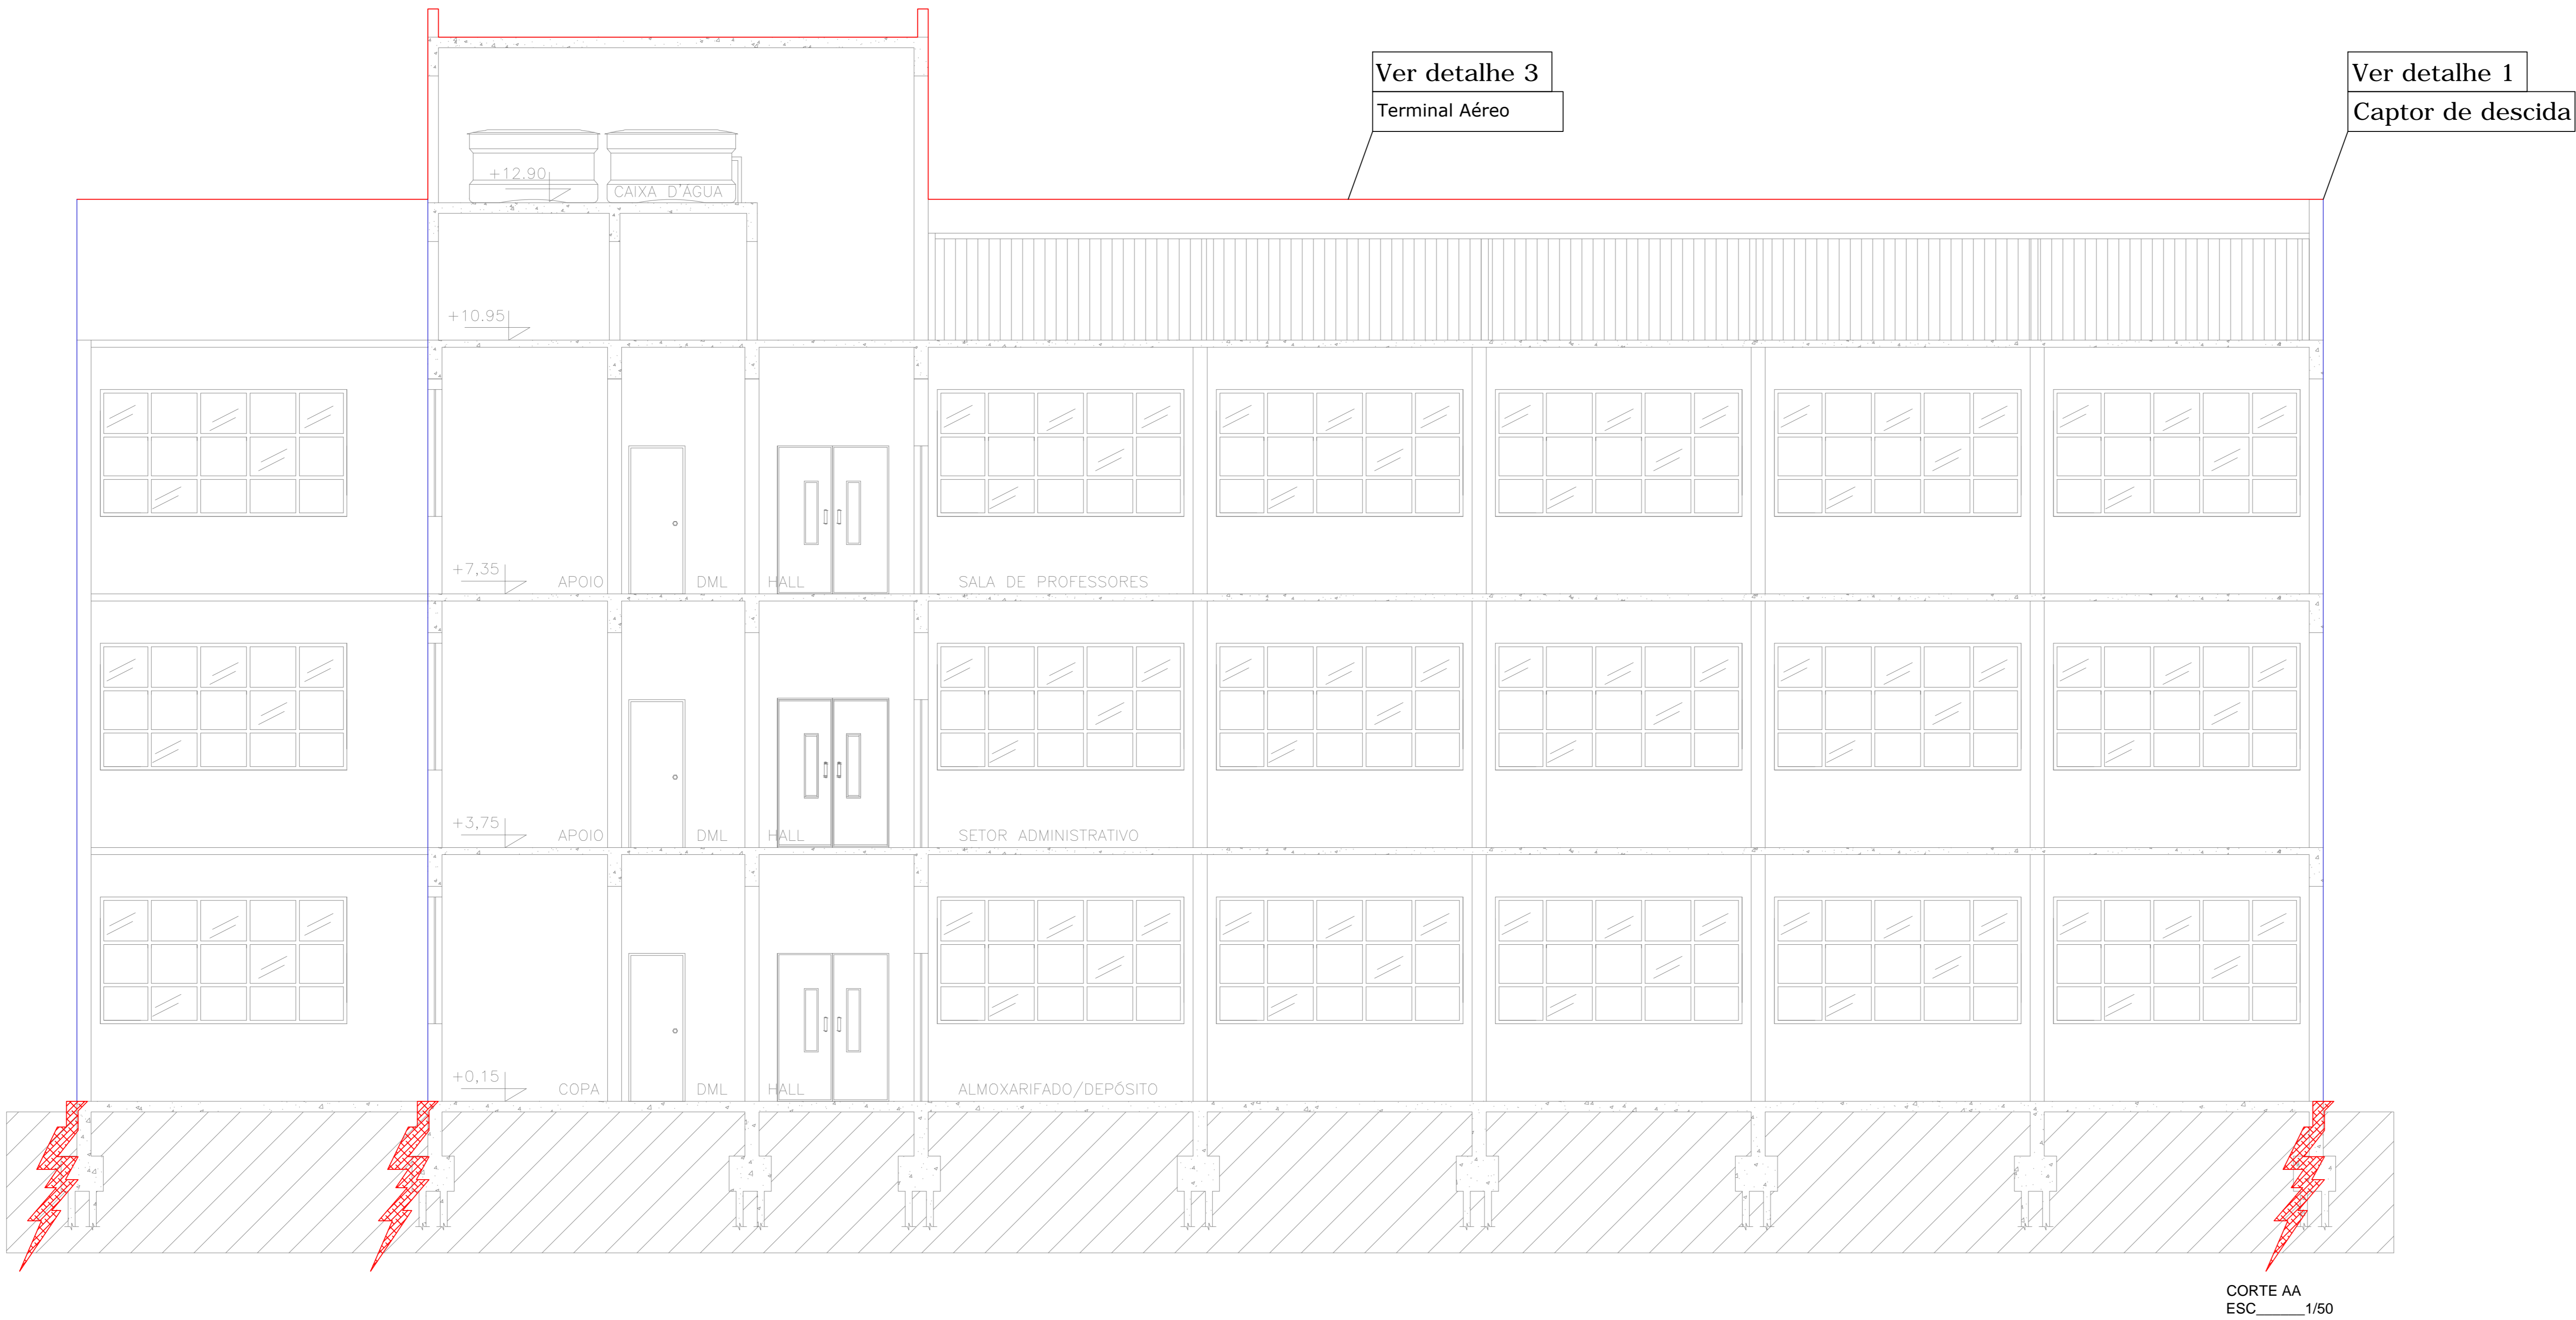 Ver detalhe 3
Terminal Aéreo
Ver detalhe 1
Captor de descida
+12.90
CAIXA D'ÁGUA
+10.95
+7,35
APOIO
DML
HALL
SALA DE PROFESSORES
+3,75
APOIO
DML
HALL
SETOR ADMINISTRATIVO
+0,15
COPA
DML
HALL
ALMOXARIFADO/DEPÓSITO
CORTE AA
ESC______1/50